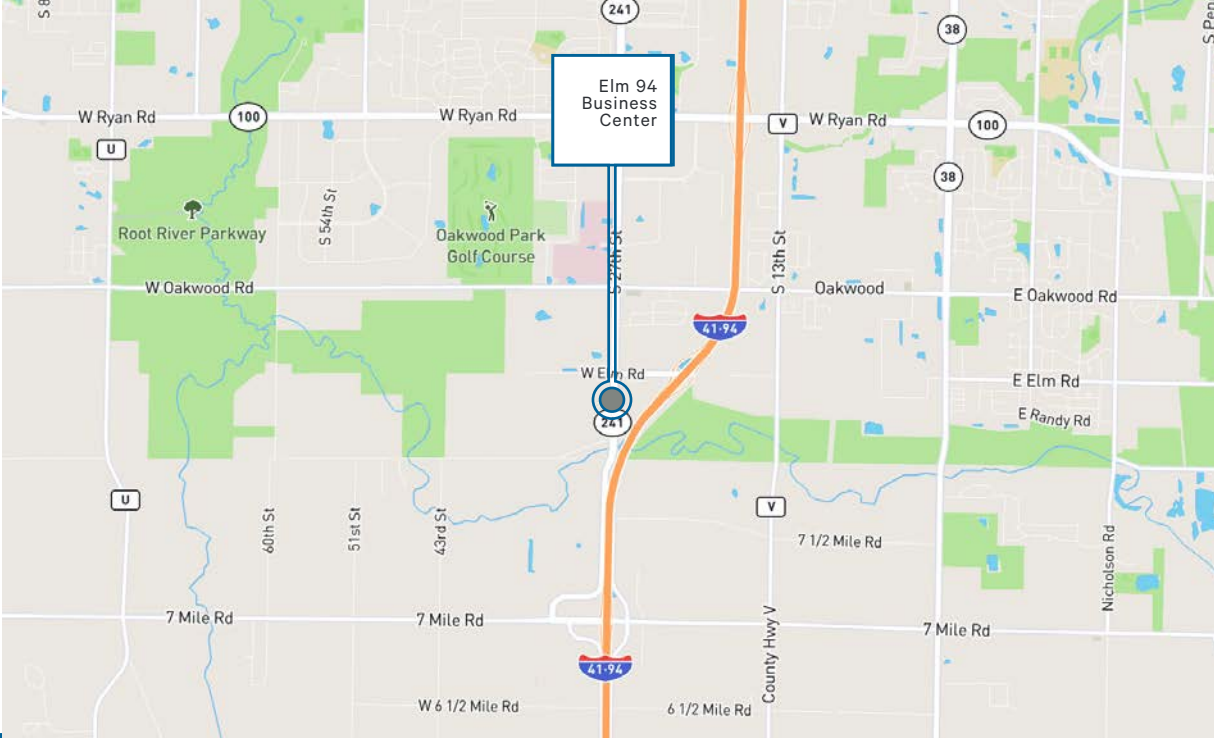 S 8
241
38
S Pen
Elm 94
Business
Center
W Ryan Rd
100
W Ryan Rd
V
W Ryan Rd
100
U
38
S 54th St
Root River Parkway
Oakwood Park
Golf Course
S 27th St
S 13th St
W Oakwood Rd
Oakwood
E Oakwood Rd
41-94
W Elm Rd
E Elm Rd
241
E Randy Rd
U
V
60th St
51st St
43rd St
7 1/2 Mile Rd
Nicholson Rd
7 Mile Rd
7 Mile Rd
7 Mile Rd
County Hwy V
41-94
W 6 1/2 Mile Rd
6 1/2 Mile Rd